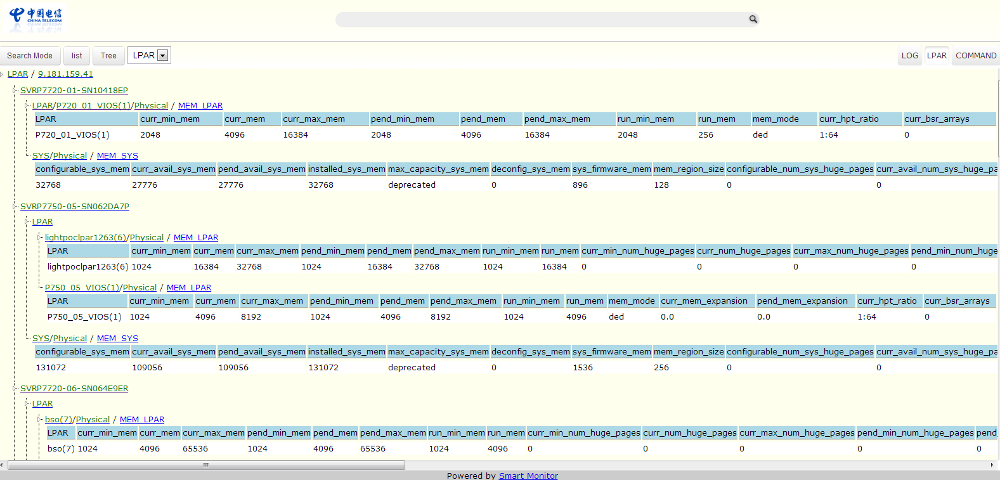 中国电信
CHINA TELECOM
Search Mode list Tree LPAR LOG LPAR COMMAND
LPAR / 9.181.159.41
SVRP7720-01-SN10418EP
LPAR/P720_01_VIOS(1)/Physical / MEM_LPAR
LPAR curr_min_mem curr_mem curr_max_mem pend_min_mem pend_mem pend_max_mem run_min_mem run_mem mem_mode curr_hpt_ratio curr_bsr_arrays
P720_01_VIOS(1) 2048 4096 16384 2048 4096 16384 2048 256 ded 1:64 0
SYS/Physical / MEM_SYS
configurable_sys_mem curr_avail_sys_mem pend_avail_sys_mem installed_sys_mem max_capacity_sys_mem deconfig_sys_mem sys_firmware_mem mem_region_size configurable_num_sys_huge_pages curr_avail_num_sys_huge_pa
32768 27776 27776 32768 deprecated 0 896 128 0 0
SVRP7750-05-SN062DA7P
LPAR
lightpoclpar1263(6)/Physical / MEM_LPAR
LPAR curr_min_mem curr_mem curr_max_mem pend_min_mem pend_mem pend_max_mem run_min_mem run_mem curr_min_num_huge_pages curr_num_huge_pages curr_max_num_huge_pages pend_min_num_huge
lightpoclpar1263(6) 1024 16384 32768 1024 16384 32768 1024 16384 0 0 0 0
P750_05_VIOS(1)/Physical / MEM_LPAR
LPAR curr_min_mem curr_mem curr_max_mem pend_min_mem pend_mem pend_max_mem run_min_mem run_mem mem_mode curr_mem_expansion pend_mem_expansion curr_hpt_ratio curr_bsr_arrays
P750_05_VIOS(1) 1024 4096 8192 1024 4096 8192 1024 4096 ded 0.0 0.0 1:64 0
SYS/Physical / MEM_SYS
configurable_sys_mem curr_avail_sys_mem pend_avail_sys_mem installed_sys_mem max_capacity_sys_mem deconfig_sys_mem sys_firmware_mem mem_region_size configurable_num_sys_huge_pages curr_avail_num_sys_huge_pa
131072 109056 109056 131072 deprecated 0 1536 256 0 0
SVRP7720-06-SN064E9ER
LPAR
bso(7)/Physical / MEM_LPAR
LPAR curr_min_mem curr_mem curr_max_mem pend_min_mem pend_mem pend_max_mem run_min_mem run_mem curr_min_num_huge_pages curr_num_huge_pages curr_max_num_huge_pages pend_min_num_huge_pages pend_
bso(7) 1024 4096 65536 1024 4096 65536 1024 4096 0 0 0 0 0
Powered by Smart Monitor